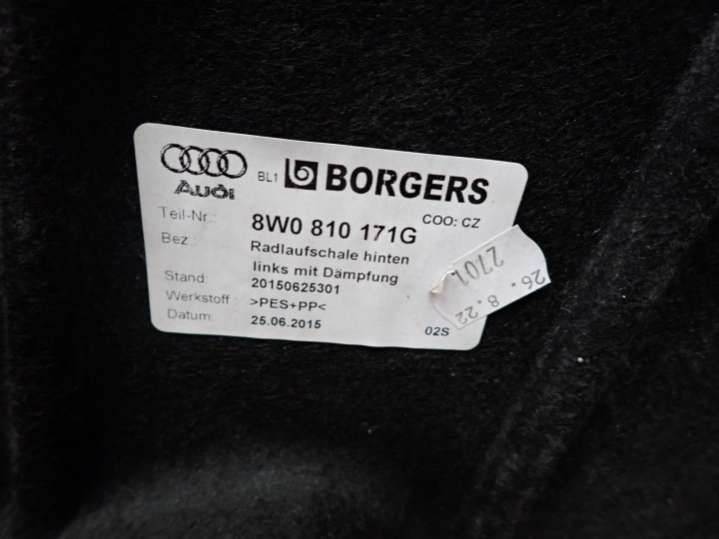 Audi
BL1 BORGERS
COO: CZ
Teil-Nr.: 8W0 810 171G
Bez.: Radlaufschale hinten
links mit Dämpfung
Stand: 20150625301
Werkstoff: >PES+PP<
Datum: 25.06.2015
02S
26. 8.22